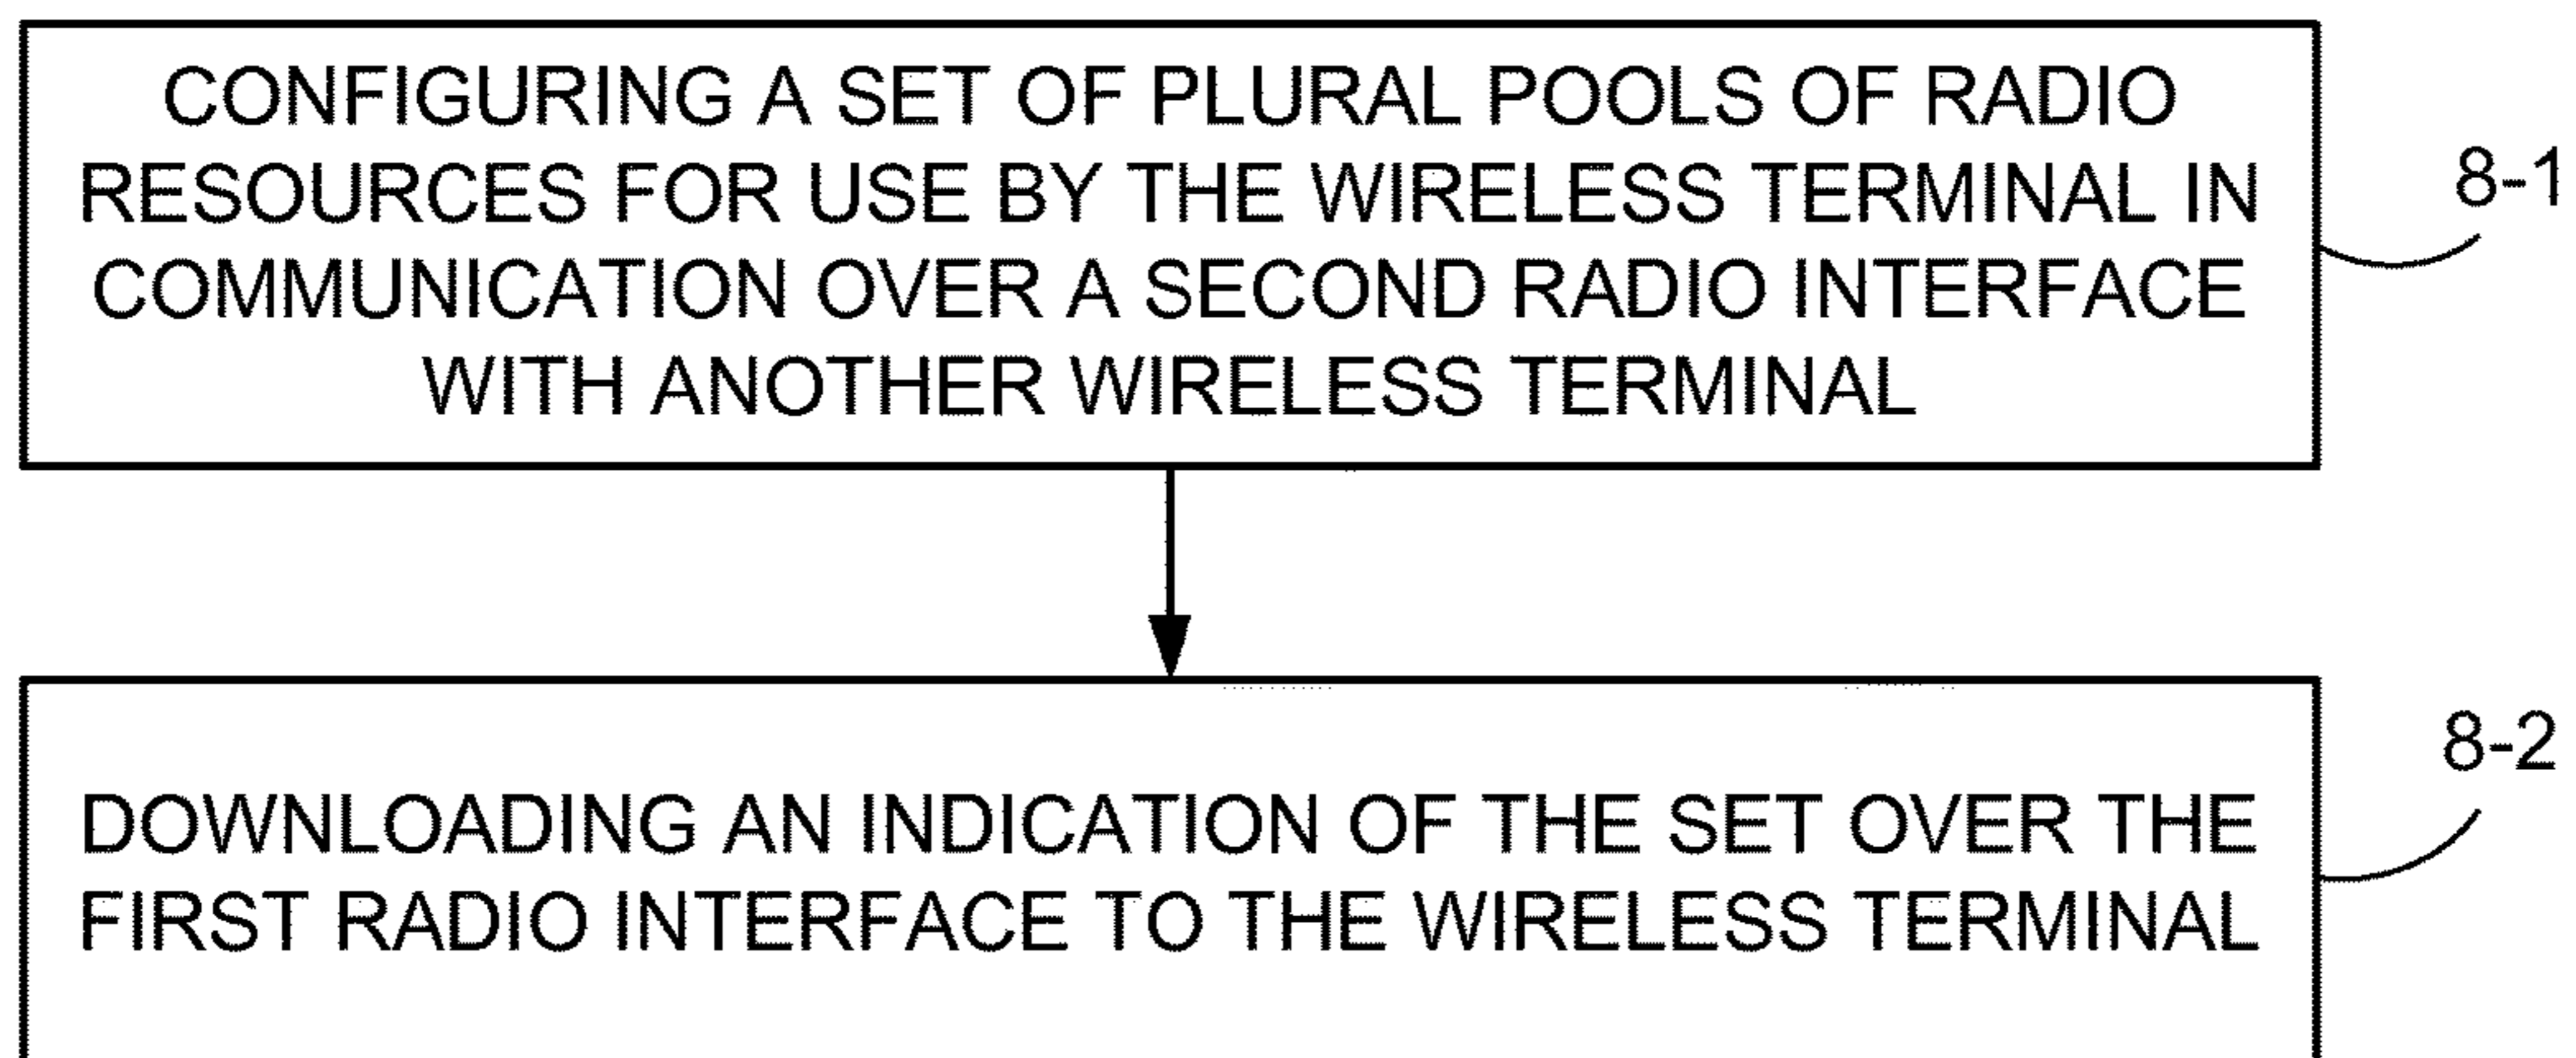 CONFIGURING A SET OF PLURAL POOLS OF RADIO
RESOURCES FOR USE BY THE WIRELESS TERMINAL IN
COMMUNICATION OVER A SECOND RADIO INTERFACE
WITH ANOTHER WIRELESS TERMINAL
8-1
DOWNLOADING AN INDICATION OF THE SET OVER THE
FIRST RADIO INTERFACE TO THE WIRELESS TERMINAL
8-2